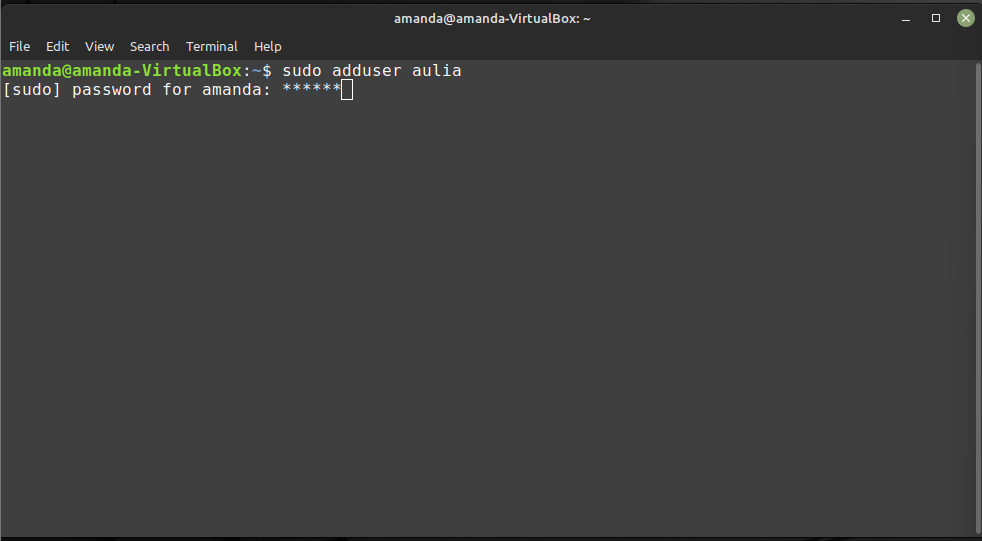 amanda@amanda-VirtualBox: ~
File Edit View Search Terminal Help
amanda@amanda-VirtualBox:~$ sudo adduser aulia
[sudo] password for amanda: ******